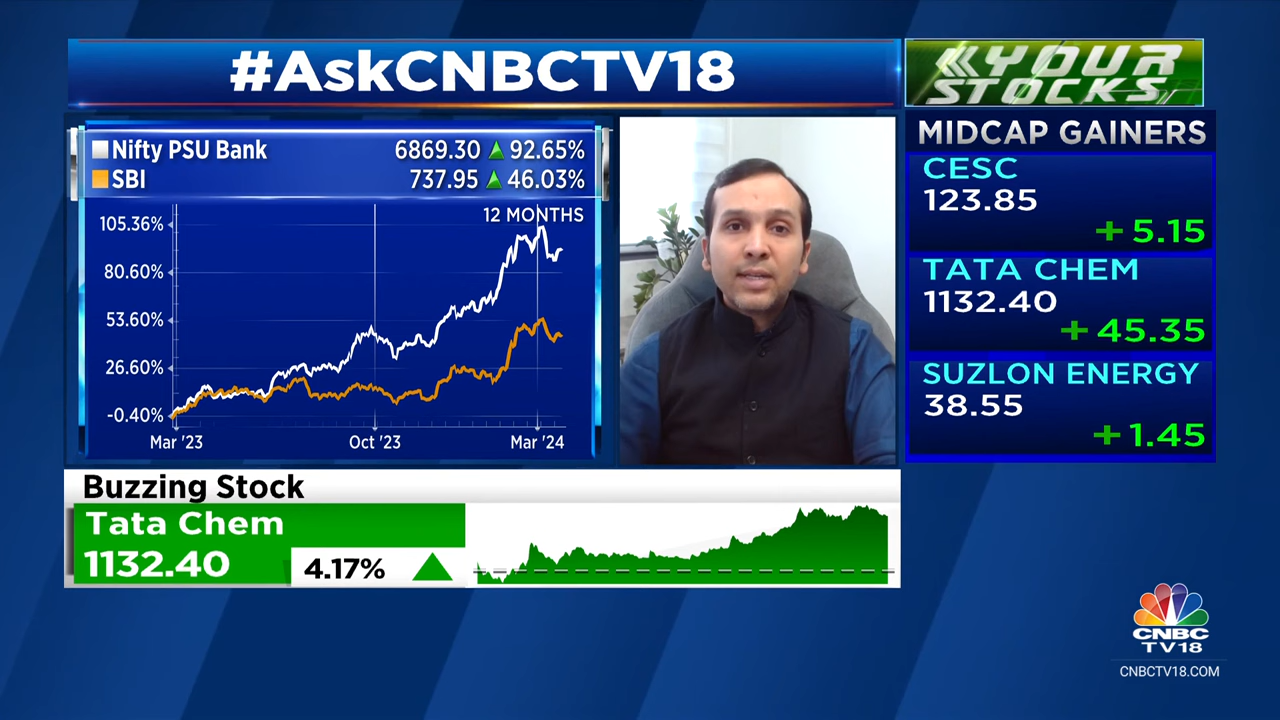 #AskCNBCTV18
YOUR
STOCKS
Nifty PSU Bank 6869.30 ▲ 92.65%
SBI 737.95 ▲ 46.03%
12 MONTHS
105.36%
80.60%
53.60%
26.60%
-0.40%
Mar '23 Oct '23 Mar '24
MIDCAP GAINERS
CESC
123.85
+ 5.15
TATA CHEM
1132.40
+ 45.35
SUZLON ENERGY
38.55
+ 1.45
Buzzing Stock
Tata Chem
1132.40 4.17% ▲
CNBC
TV18
CNBCTV18.COM